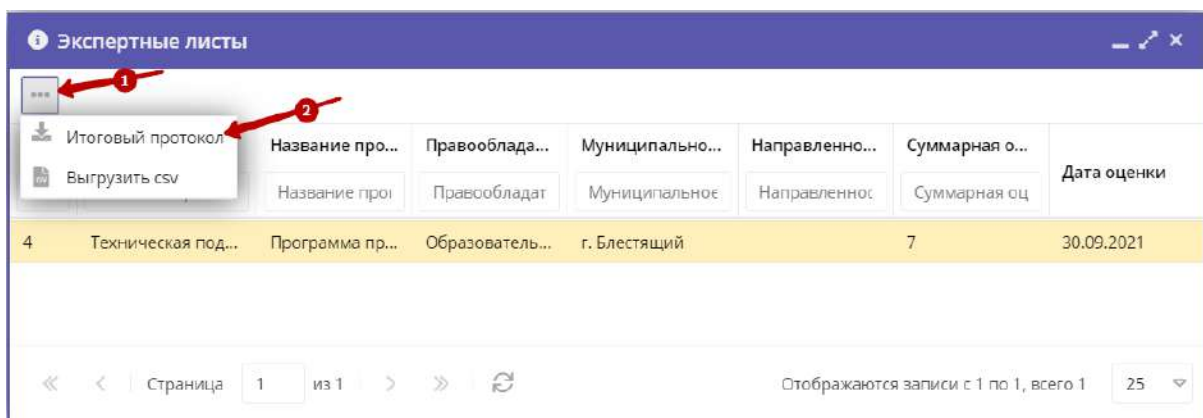 Экспертные листы
1
2
Итоговый протокол
Выгрузить csv
Название про... Правооблада... Муниципально... Направленно... Суммарная о... Дата оценки
Название прог Правообладат Муниципальное Направленнос Суммарная оц
4 Техническая под... Программа пр... Образователь... г. Блестящий 7 30.09.2021
Страница 1 из 1 Отображаются записи с 1 по 1, всего 1 25